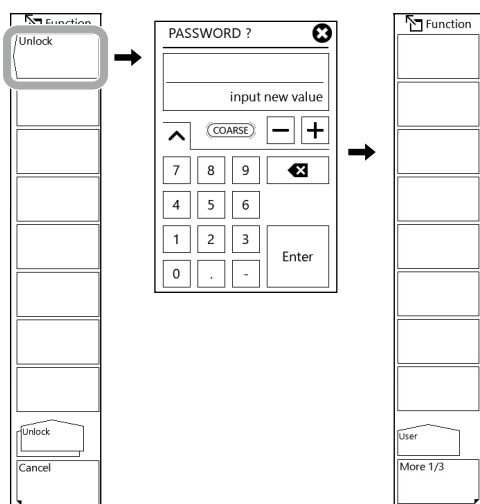 Function
Unlock
Unlock
Cancel
PASSWORD ?
input new value
COARSE
7 8 9
4 5 6
1 2 3
Enter
0 . -
Function
User
More 1/3